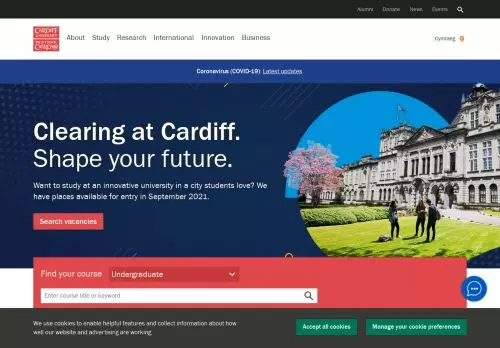 Alumni Donate News Events
CARDIFF
UNIVERSITY
PRIFYSGOL
CAERDYDD
About Study Research International Innovation Business
Cymraeg
Coronavirus (COVID-19) Latest updates
Clearing at Cardiff.
Shape your future.
Want to study at an innovative university in a city students love? We
have places available for entry in September 2021.
Search vacancies
Find your course Undergraduate
Enter course title or keyword
We use cookies to enable helpful features and collect information about how
well our website and advertising are working.
Accept all cookies
Manage your cookie preferences